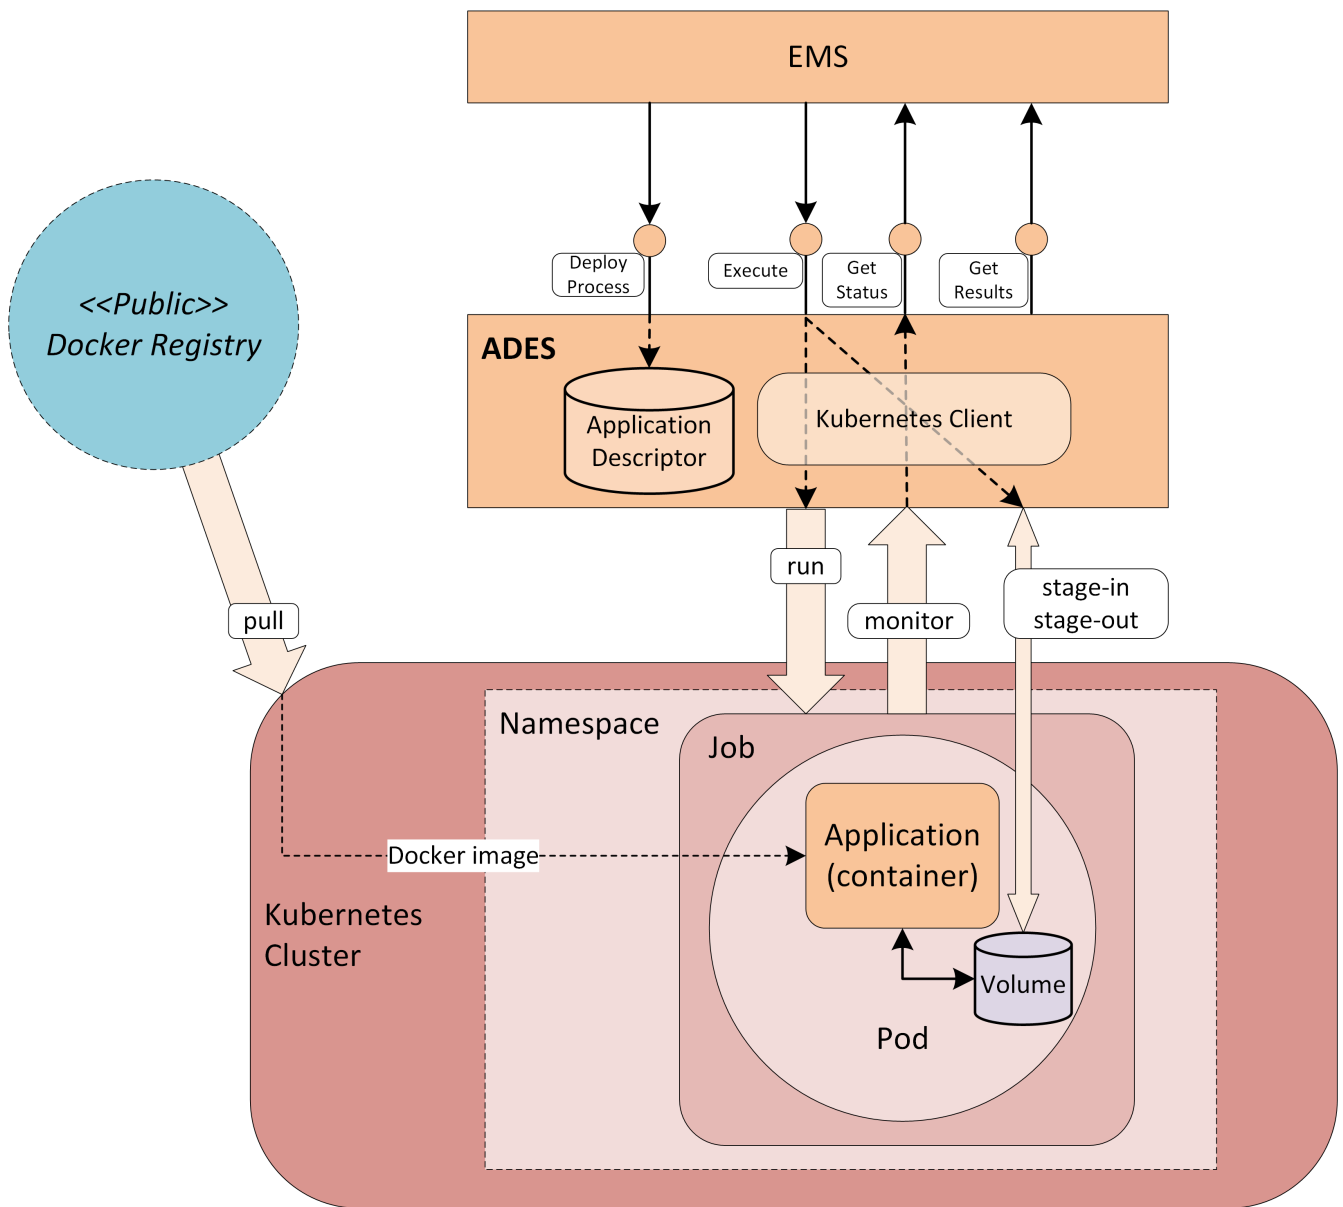 EMS
Deploy
Process
Execute
Get
Status
Get
Results
<<Public>>
Docker Registry
ADES
Application
Descriptor
Kubernetes Client
run
stage-in
stage-out
pull
monitor
Namespace
Job
Application
(container)
Docker image
Kubernetes
Cluster
Volume
Pod